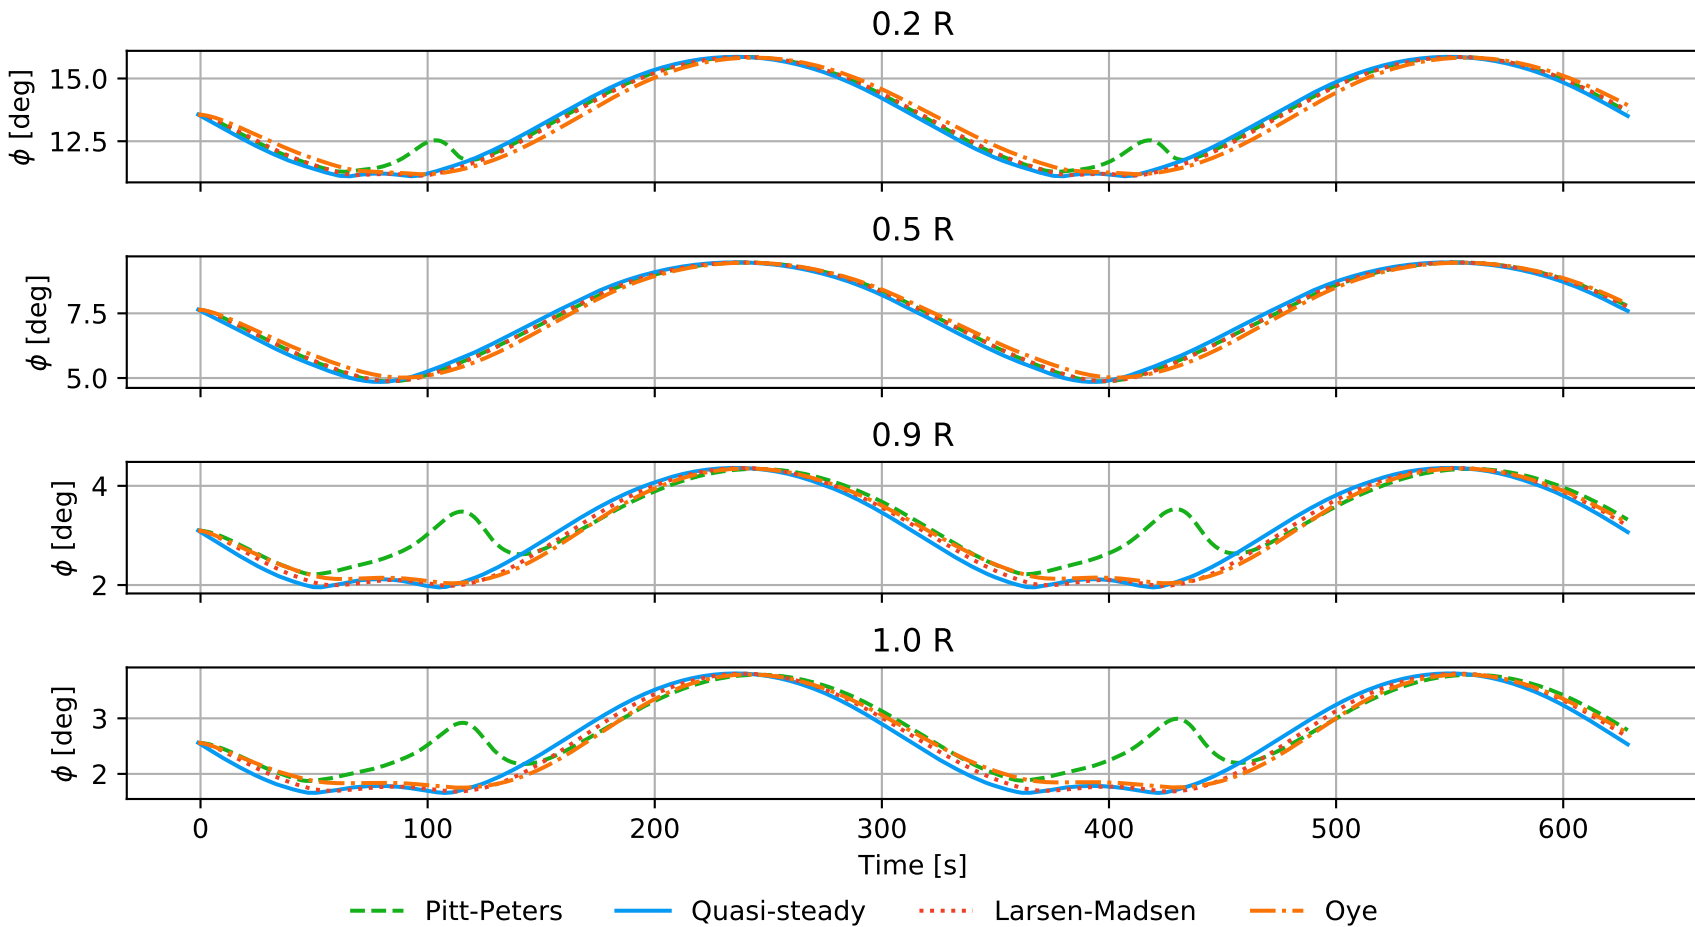 0.2 R
ϕ [deg]
15.0
12.5
0.5 R
ϕ [deg]
7.5
5.0
0.9 R
ϕ [deg]
4
2
1.0 R
ϕ [deg]
3
2
0 100 200 300 400 500 600
Time [s]
Pitt-Peters Quasi-steady Larsen-Madsen Oye